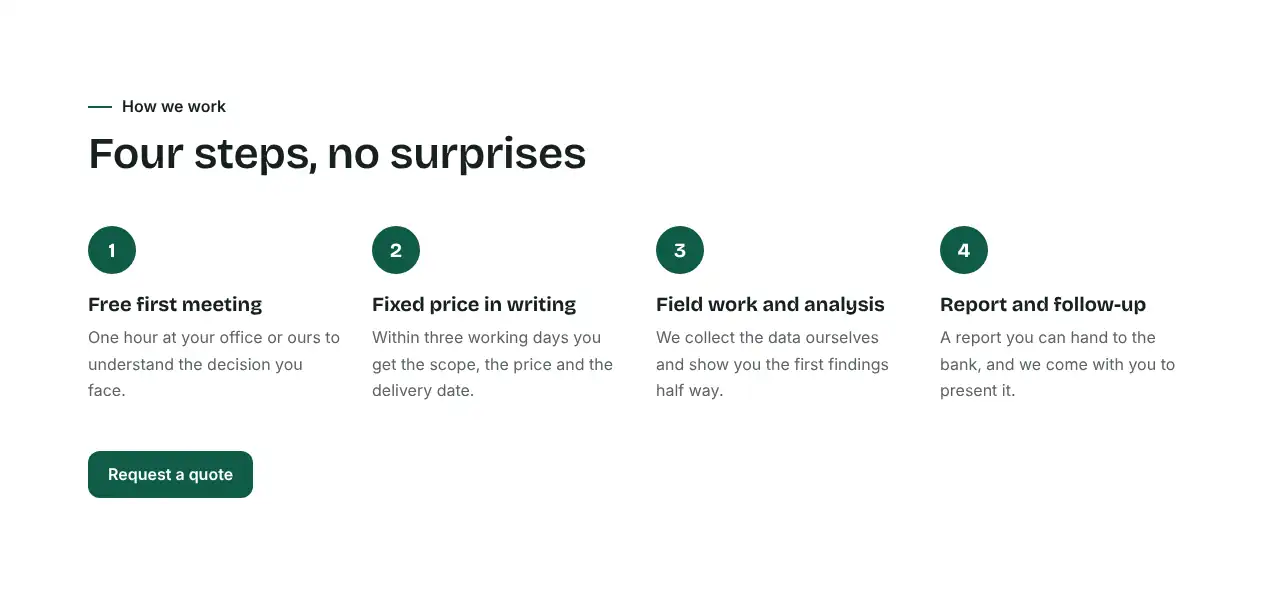 How we work
Four steps, no surprises
1
Free first meeting
One hour at your office or ours to
understand the decision you
face.
2
Fixed price in writing
Within three working days you
get the scope, the price and the
delivery date.
3
Field work and analysis
We collect the data ourselves
and show you the first findings
half way.
4
Report and follow-up
A report you can hand to the
bank, and we come with you to
present it.
Request a quote